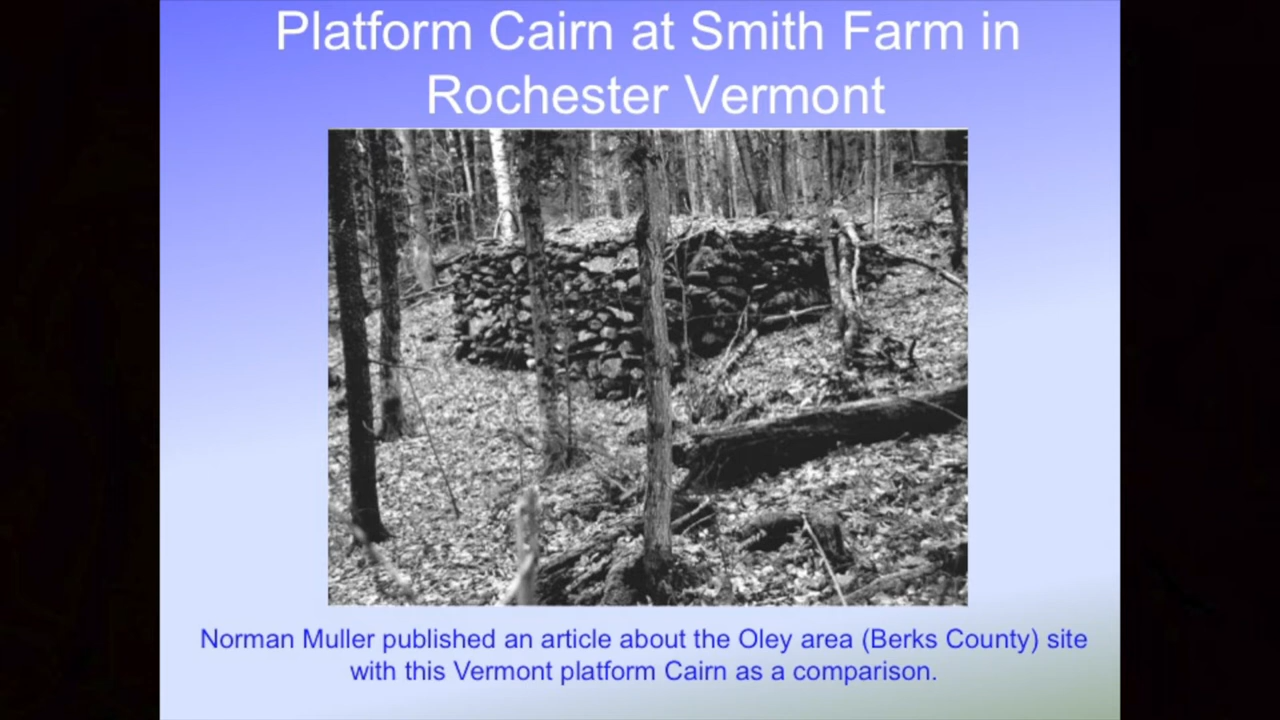 Platform Cairn at Smith Farm in
Rochester Vermont
Norman Muller published an article about the Oley area (Berks County) site
with this Vermont platform Cairn as a comparison.